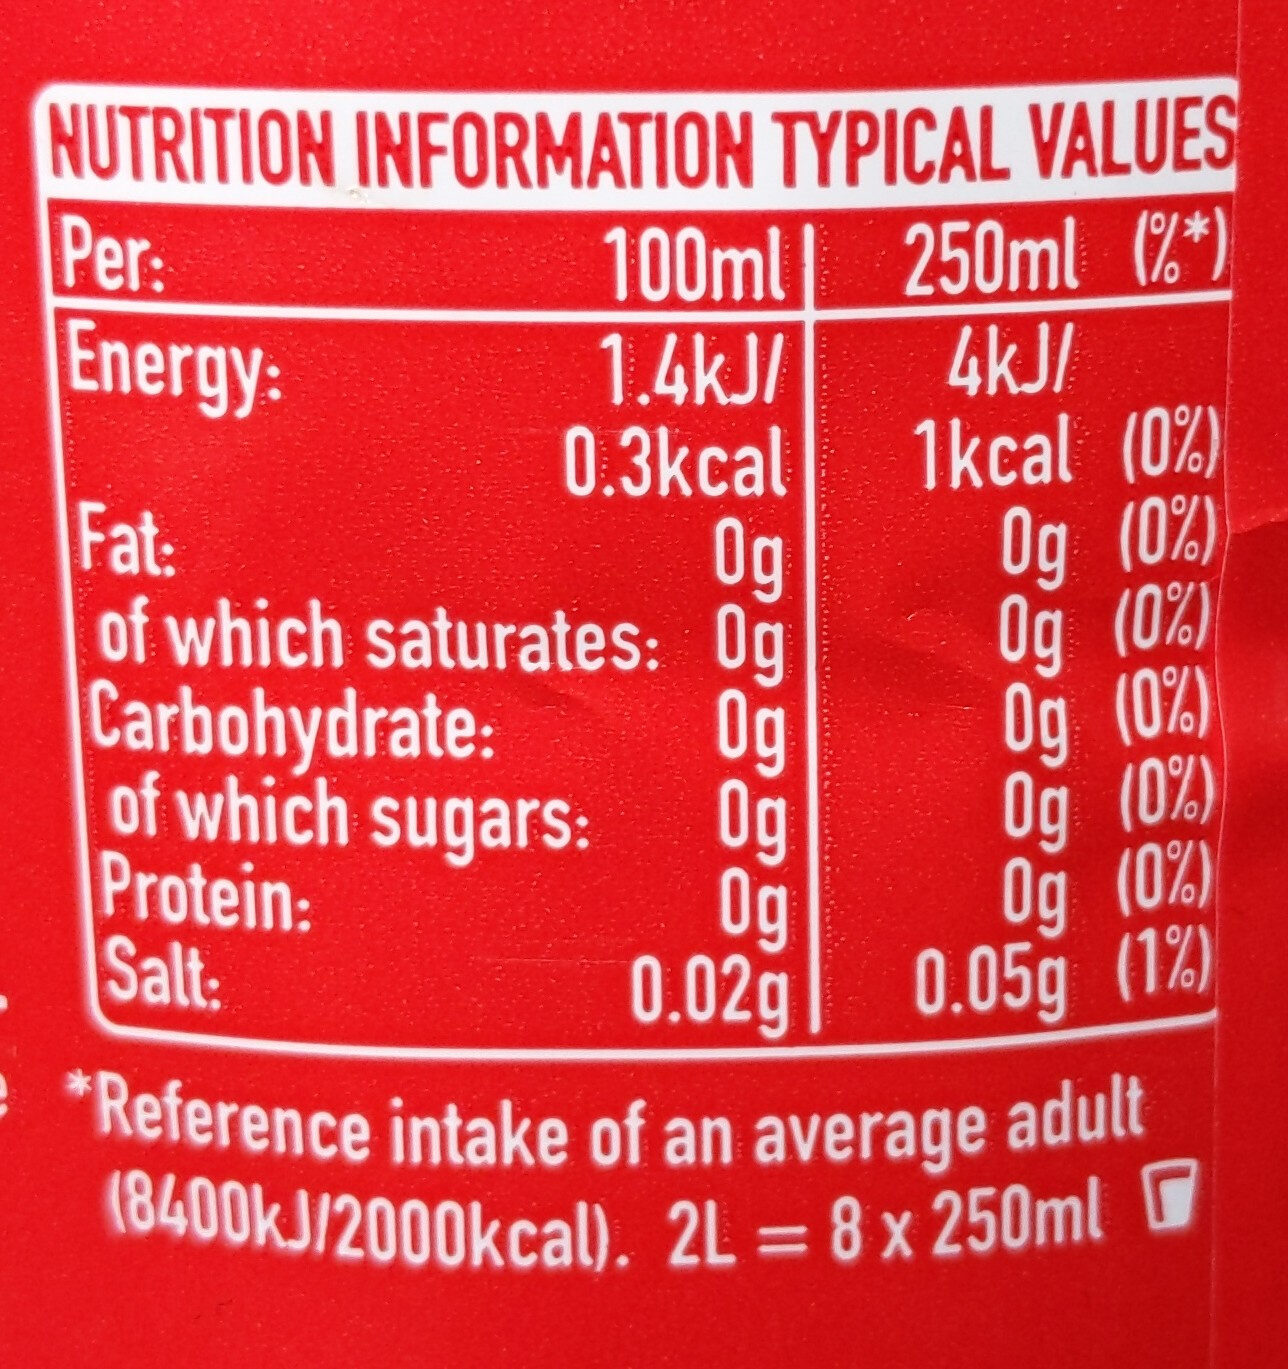 NUTRITION INFORMATION TYPICAL VALUES
Per: 100ml 250ml (%*)
Energy: 1.4kJ/ 4kJ/
0.3kcal 1kcal (0%)
Fat: 0g 0g (0%)
of which saturates: 0g 0g (0%)
Carbohydrate: 0g 0g (0%)
of which sugars: 0g 0g (0%)
Protein: 0g 0g (0%)
Salt: 0.02g 0.05g (1%)
*Reference intake of an average adult
(8400kJ/2000kcal). 2L = 8 x 250ml